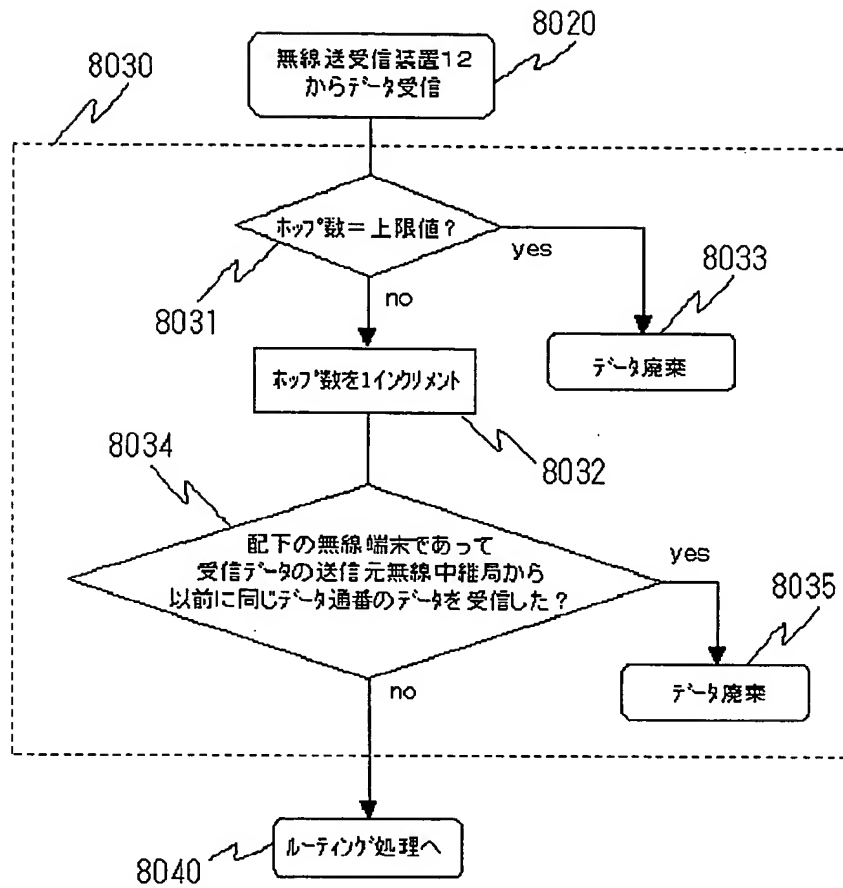 8020
無線送受信装置12
からデータ受信
8030
ホップ数＝上限値？
yes
8031
no
8033
データ廃棄
ホップ数を1インクリメント
8032
8034
配下の無線端末であって
受信データの送信元無線中継局から
以前に同じデータ通番のデータを受信した？
yes
8035
データ廃棄
no
ルーティング処理へ
8040